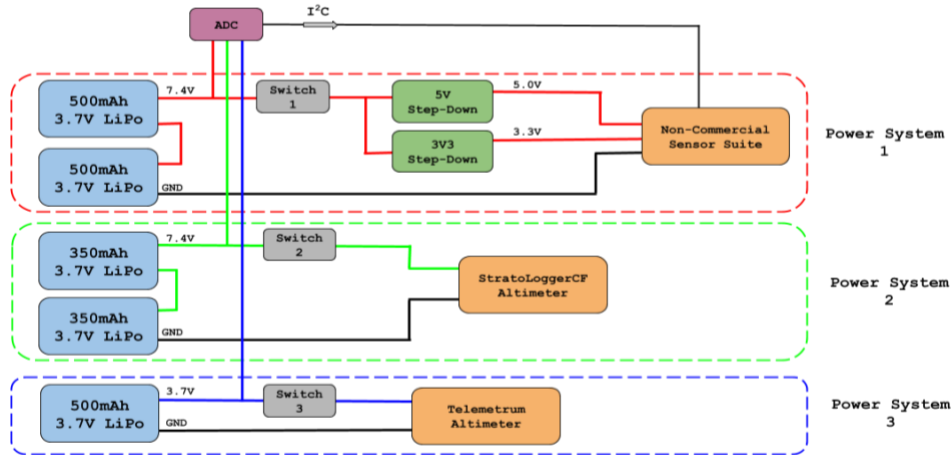 ADC
I²C
500mAh
3.7V LiPo
7.4V
Switch
1
5V
Step-Down
5.0V
3V3
Step-Down
3.3V
Non-Commercial
Sensor Suite
500mAh
3.7V LiPo
GND
Power System
1
350mAh
3.7V LiPo
7.4V
Switch
2
StratoLoggerCF
Altimeter
350mAh
3.7V LiPo
GND
Power System
2
500mAh
3.7V LiPo
3.7V
GND
Switch
3
Telemetrum
Altimeter
Power System
3